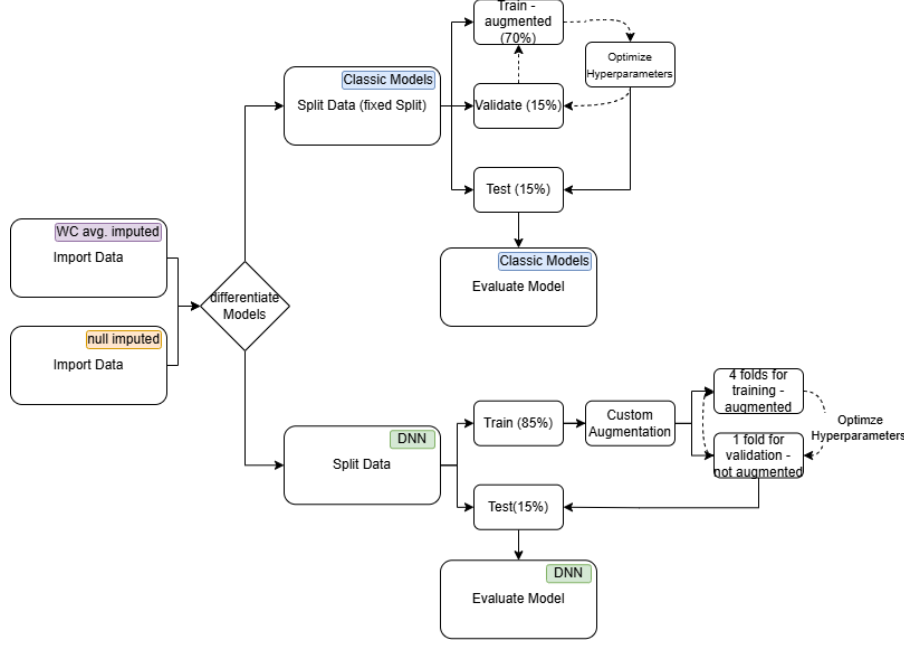 Train -
augmented
(70%)
Optimize
Hyperparameters
Classic Models
Split Data (fixed Split)
Validate (15%)
Test (15%)
WC avg. imputed
Import Data
Classic Models
Evaluate Model
differentiate
Models
null imputed
Import Data
4 folds for
training -
augmented
Train (85%)
Custom
Augmentation
Optimze
Hyperparameters
DNN
Split Data
1 fold for
validation -
not augmented
Test(15%)
DNN
Evaluate Model